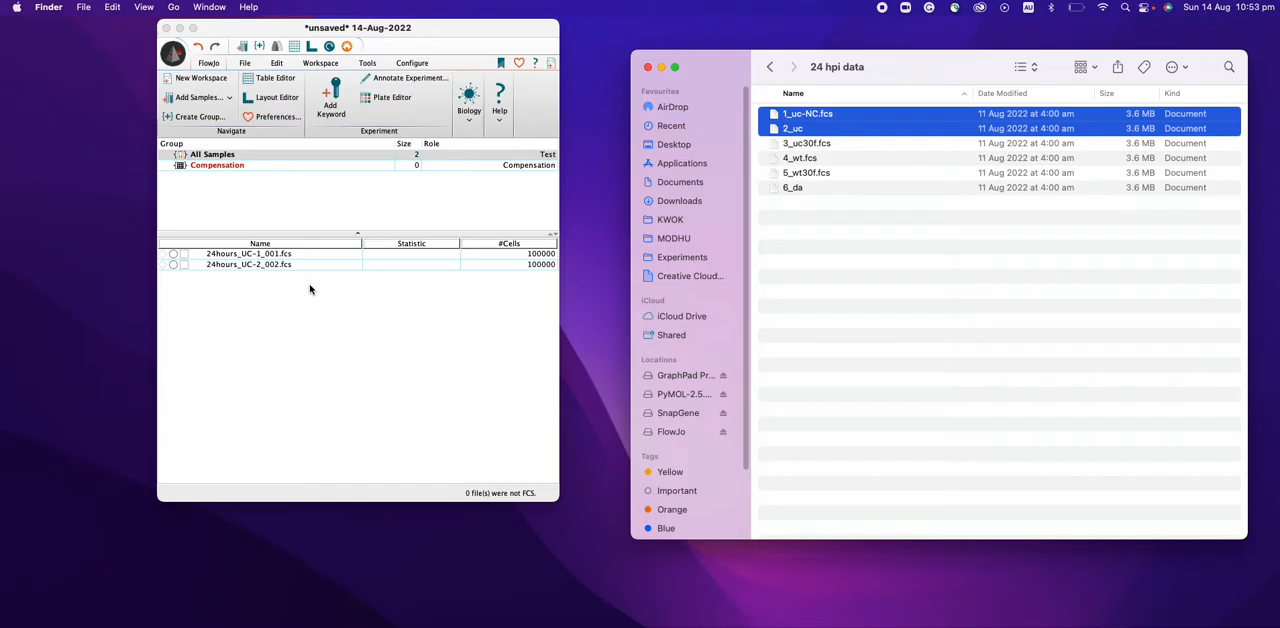 Finder File Edit View Go Window Help
AU
Sun 14 Aug 10:53 pm
*unsaved* 14-Aug-2022
FlowJo File Edit Workspace Tools Configure
New Workspace
Table Editor
Annotate Experiment...
Add Samples...
Layout Editor
Plate Editor
Create Group...
Preferences...
Add
Keyword
Biology
Help
Navigate
Experiment
Group Size Role
{ } All Samples 2 Test
{ } Compensation 0 Compensation
Name Statistic #Cells
24hours_UC-1_001.fcs 100000
24hours_UC-2_002.fcs 100000
0 file(s) were not FCS.
24 hpi data
Favourites
AirDrop
Recent
Desktop
Applications
Documents
Downloads
KWOK
MODHU
Experiments
Creative Cloud...
iCloud
iCloud Drive
Shared
Locations
GraphPad Pr...
PyMOL-2.5....
SnapGene
FlowJo
Tags
Yellow
Important
Orange
Blue
Name Date Modified Size Kind
1_uc-NC.fcs 11 Aug 2022 at 4:00 am 3.6 MB Document
2_uc 11 Aug 2022 at 4:00 am 3.6 MB Document
3_uc30f.fcs 11 Aug 2022 at 4:00 am 3.6 MB Document
4_wt.fcs 11 Aug 2022 at 4:00 am 3.6 MB Document
5_wt30f.fcs 11 Aug 2022 at 4:00 am 3.6 MB Document
6_da 11 Aug 2022 at 4:00 am 3.6 MB Document